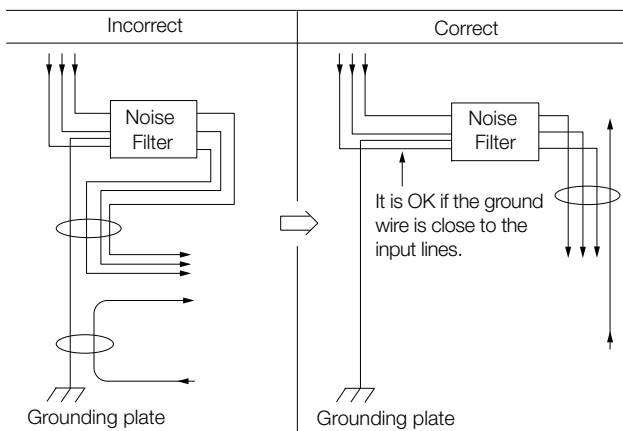 Incorrect
Correct
Noise
Filter
Noise
Filter
It is OK if the ground
wire is close to the
input lines.
Grounding plate
Grounding plate